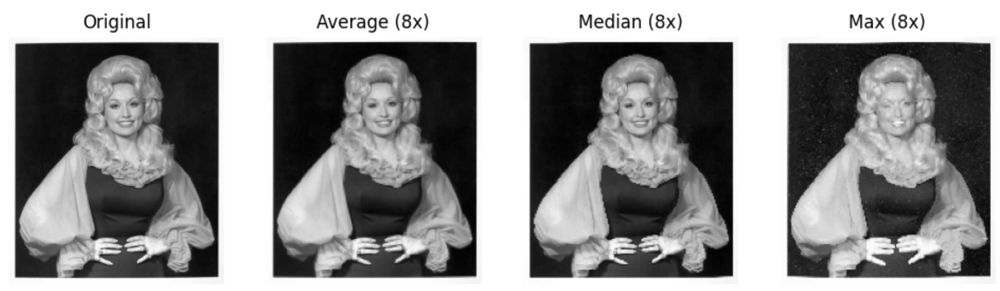 Original
Average (8x)
Median (8x)
Max (8x)